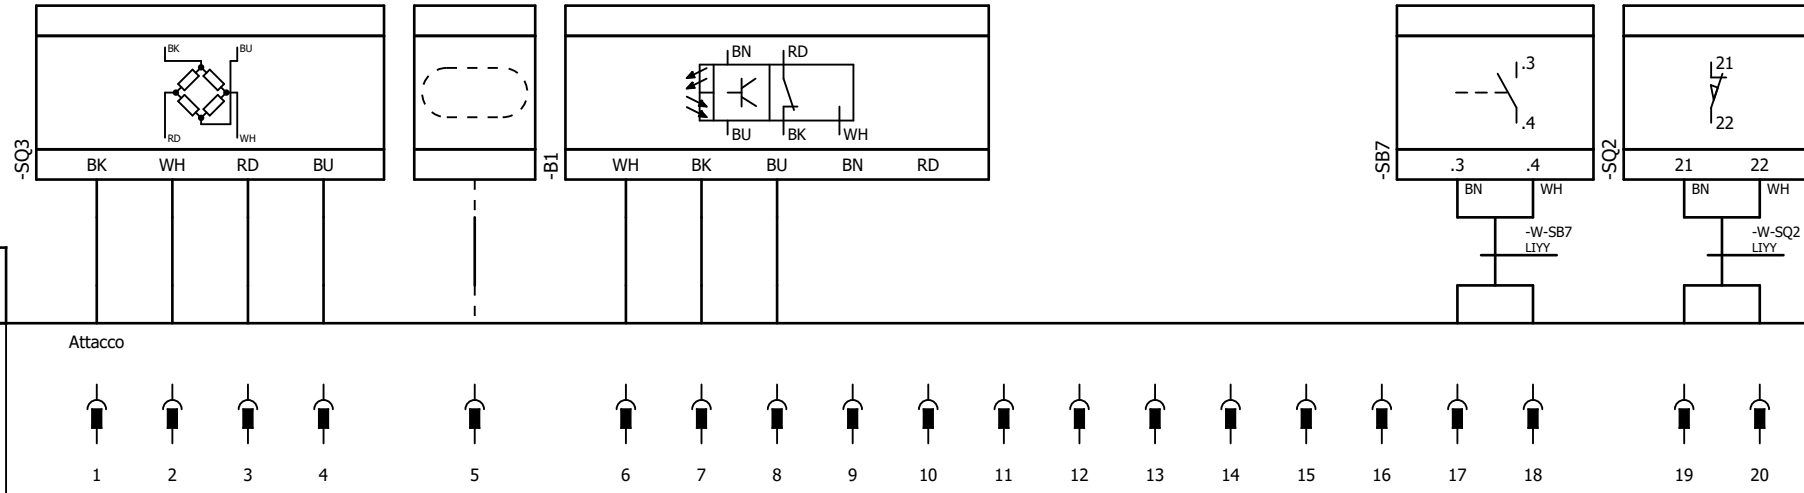 BK BU
RD WH
-SQ3
BK WH RD BU
BN RD
BU BK WH
-B1
WH BK BU BN RD
.3
.4
-SB7
.3 .4
BN WH
-W-SB7
LIYY
21
22
-SQ2
21 22
BN WH
-W-SQ2
LIYY
Attacco
1 2 3 4 5 6 7 8 9 10 11 12 13 14 15 16 17 18 19 20